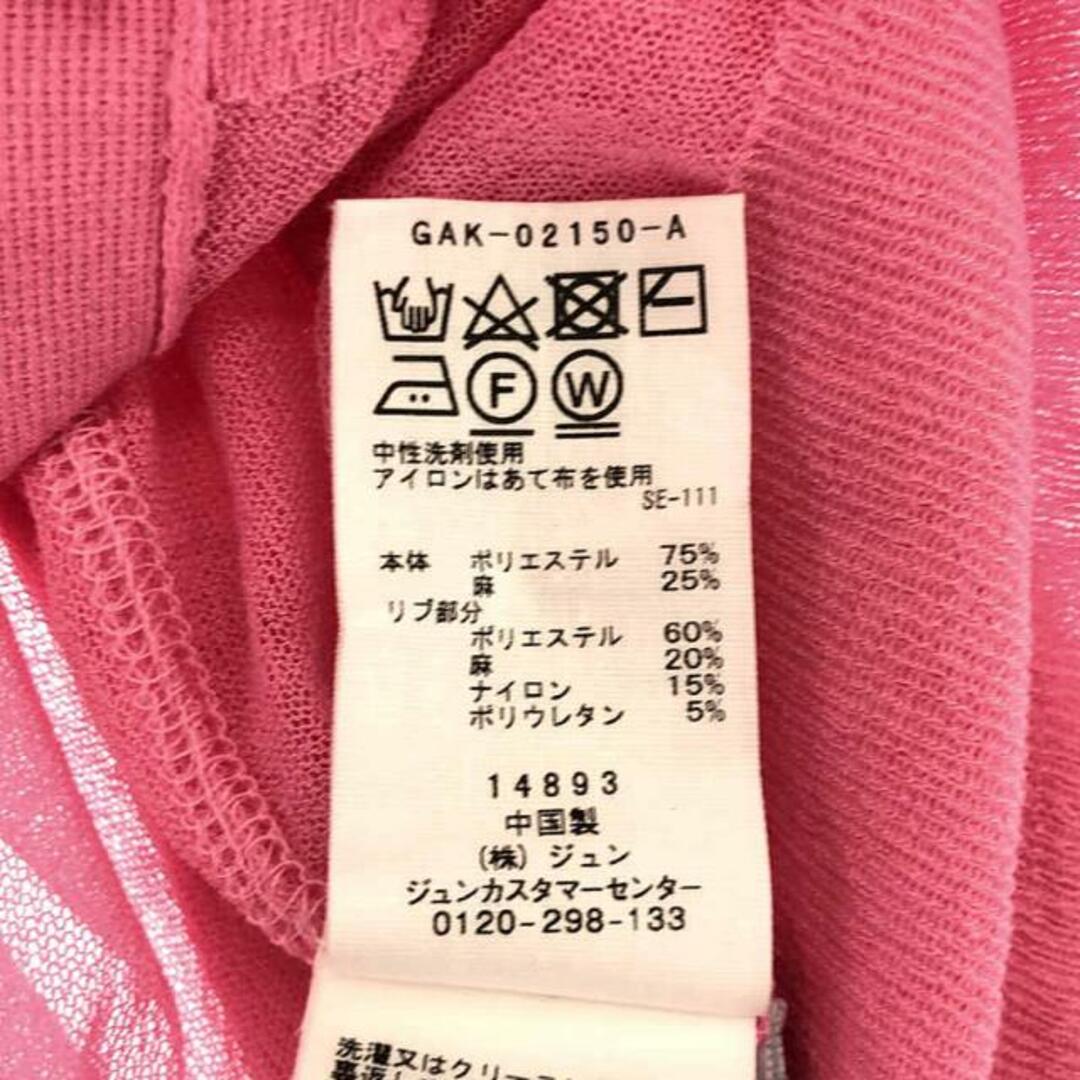 GAK-02150-A
F W
中性洗剤使用
アイロンはあて布を使用
SE-111
本体 ポリエステル 75%
麻 25%
リブ部分
ポリエステル 60%
麻 20%
ナイロン 15%
ポリウレタン 5%
14893
中国製
(株) ジュン
ジュンカスタマーセンター
0120-298-133
洗濯又はクリー
裏返し